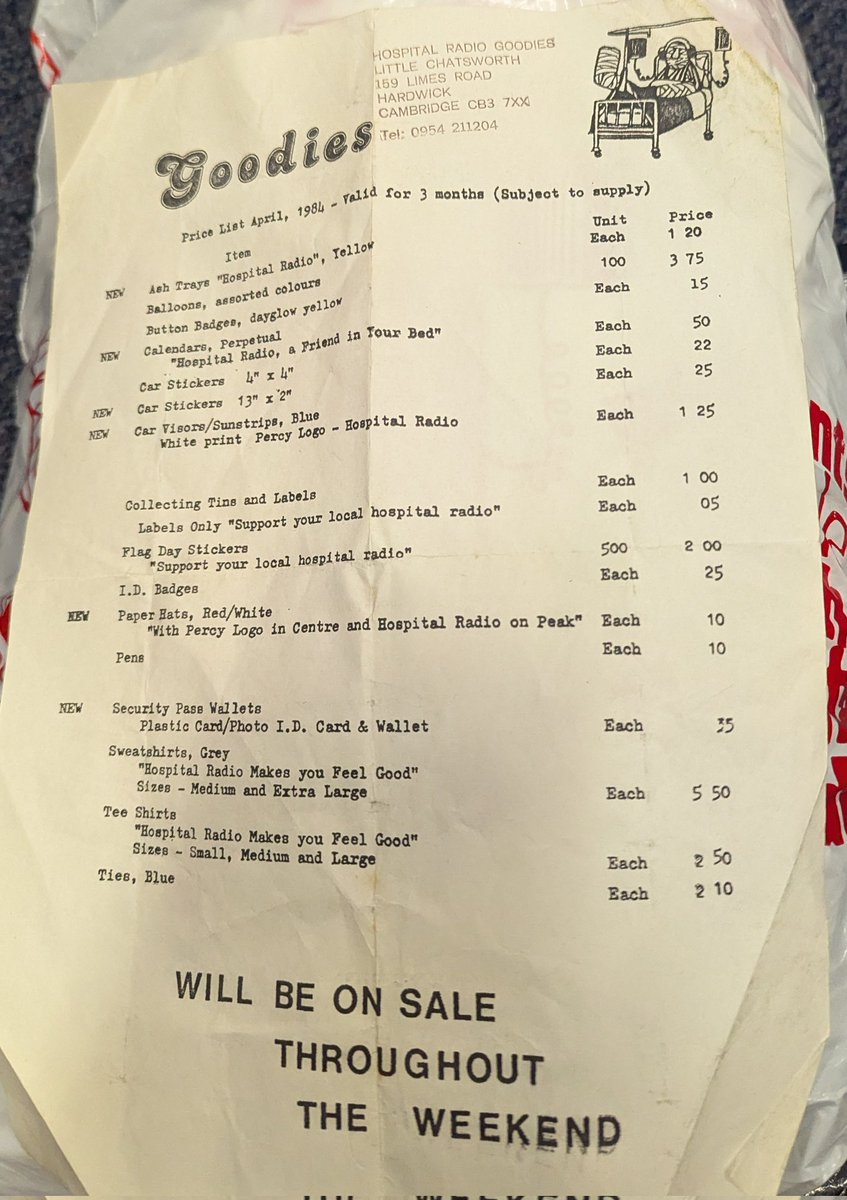 HOSPITAL RADIO GOODIES
LITTLE CHATSWORTH
159 LIMES ROAD
HARDWICK
CAMBRIDGE CB3 7XX
Tel: 0954 211204
Goodies
Price List April, 1984 - Valid for 3 months (Subject to supply)
Item Unit Price
NEW Ash Trays "Hospital Radio", Yellow Each 1 20
Balloons, assorted colours 100 3 75
Button Badges, dayglow yellow Each 15
NEW Calendars, Perpetual
"Hospital Radio, a Friend in Your Bed" Each 50
Car Stickers 4" x 4" Each 22
NEW Car Stickers 13" x 2" Each 25
NEW Car Visors/Sunstrips, Blue
White print Percy Logo - Hospital Radio Each 1 25
Collecting Tins and Labels Each 1 00
Labels Only "Support your local hospital radio" Each 05
Flag Day Stickers
"Support your local hospital radio" 500 2 00
I.D. Badges Each 25
NEW Paper Hats, Red/White
"With Percy Logo in Centre and Hospital Radio on Peak" Each 10
Pens Each 10
NEW Security Pass Wallets
Plastic Card/Photo I.D. Card & Wallet Each 35
Sweatshirts, Grey
"Hospital Radio Makes you Feel Good"
Sizes - Medium and Extra Large Each 5 50
Tee Shirts
"Hospital Radio Makes you Feel Good"
Sizes - Small, Medium and Large Each 2 50
Ties, Blue Each 2 10
WILL BE ON SALE
THROUGHOUT
THE WEEKEND
THE WEEKEND